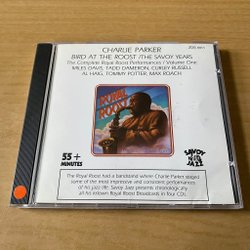 CHARLIE PARKER
BIRD AT THE ROOST /THE SAVOY YEARS
The Complete Royal Roost Performances / Volume One
MILES DAVIS, TADD DAMERON, CURLEY RUSSELL,
AL HAIG, TOMMY POTTER, MAX ROACH
ROYAL
ROOST
55+
MINUTES
SAVOY
JAZZ
The Royal Roost had a bandstand where Charlie Parker staged
some of the most impressive and consistent performances
of his jazz life. Savoy Jazz presents chronologically
all his known Royal Roost Broadcasts in four CDs.